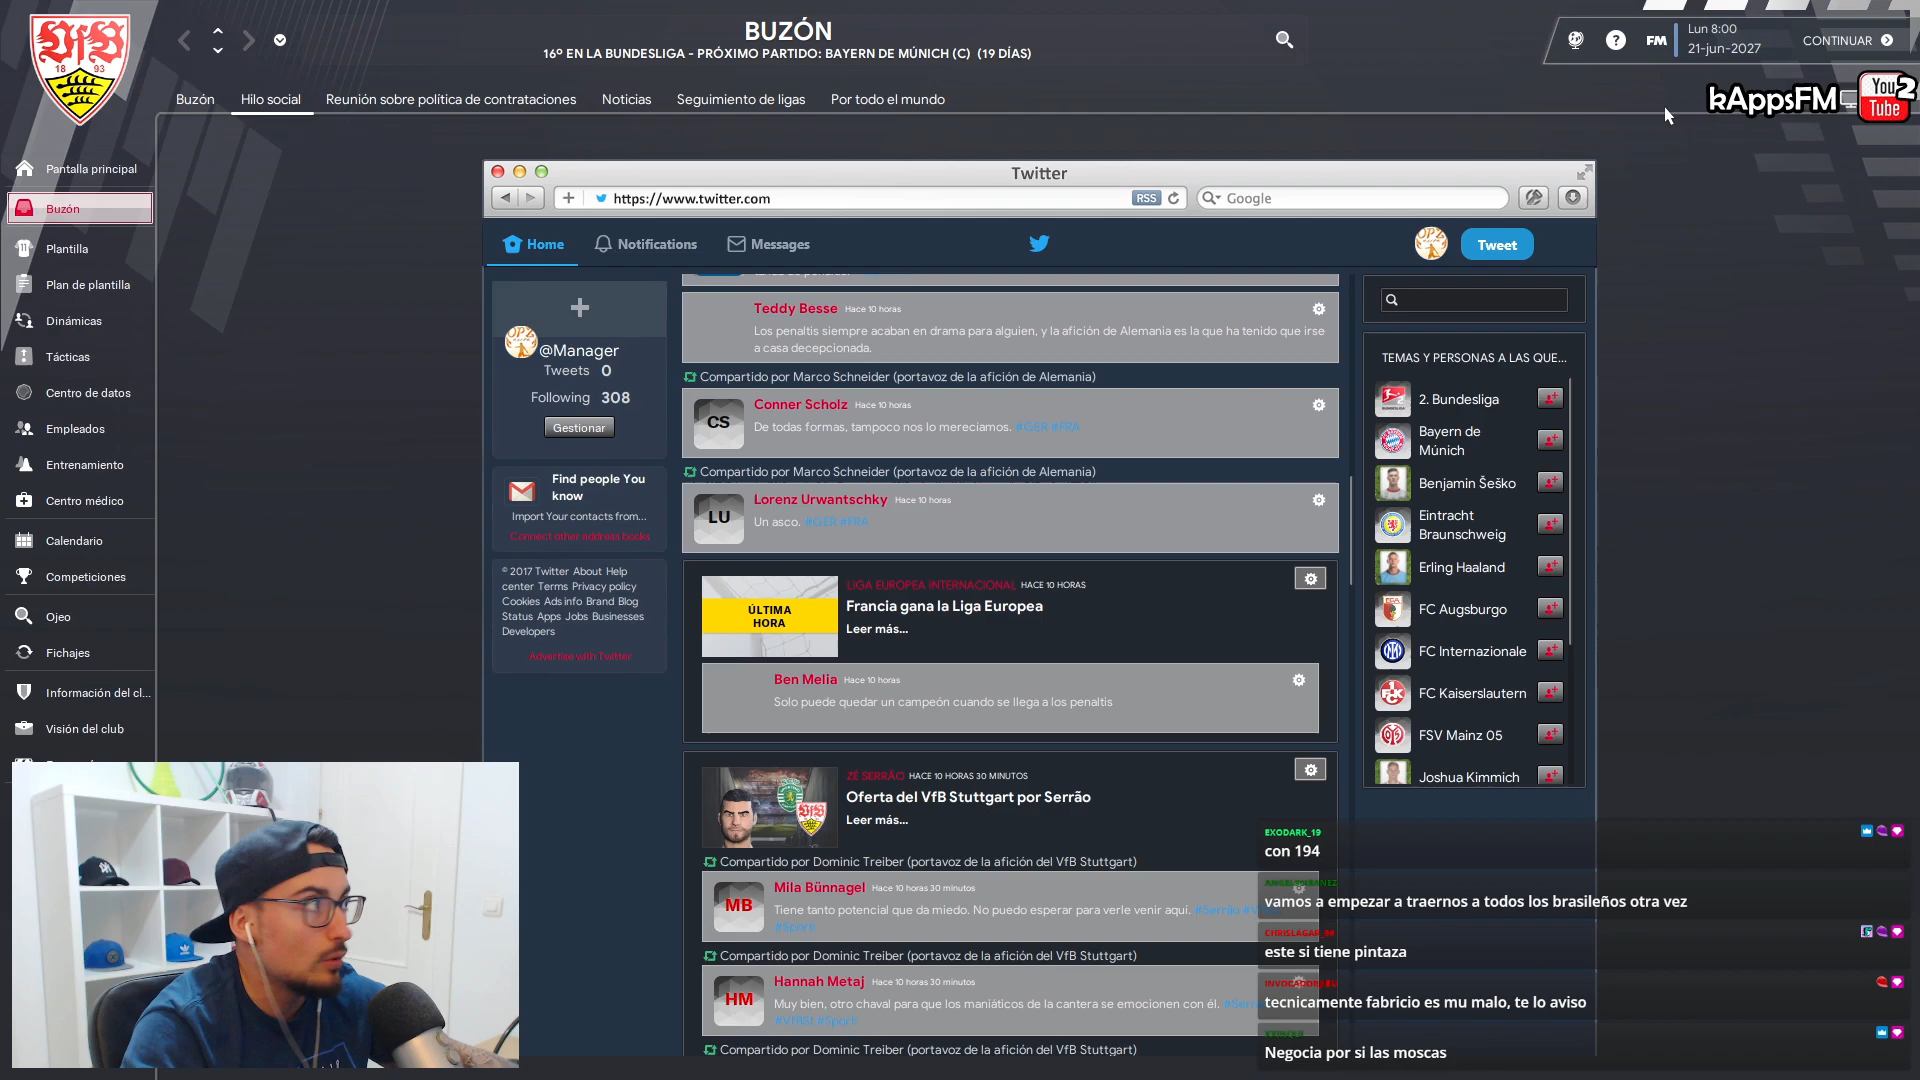 BUZÓN
16º EN LA BUNDESLIGA - PRÓXIMO PARTIDO: BAYERN DE MÚNICH (C) (19 DÍAS)
FM
Lun 8:00
21-jun-2027
CONTINUAR
VfB
18 93
Buzón
Hilo social
Reunión sobre política de contrataciones
Noticias
Seguimiento de ligas
Por todo el mundo
kAppsFM
You2
Tube
Pantalla principal
Buzón
Plantilla
Plan de plantilla
Dinámicas
Tácticas
Centro de datos
Empleados
Entrenamiento
Centro médico
Calendario
Competiciones
Ojeo
Fichajes
Información del cl...
Visión del club
Twitter
https://www.twitter.com
RSS
Google
Home
Notifications
Messages
Tweet
@Manager
Tweets 0
Following 308
Gestionar
Find people You
know
Import Your contacts from...
Connect other address books
© 2017 Twitter About Help
center Terms Privacy policy
Cookies Ads info Brand Blog
Status Apps Jobs Businesses
Developers
Advertise with Twitter
Teddy Besse Hace 10 horas
Los penaltis siempre acaban en drama para alguien, y la afición de Alemania es la que ha tenido que irse
a casa decepcionada.
Compartido por Marco Schneider (portavoz de la afición de Alemania)
CS
Conner Scholz Hace 10 horas
De todas formas, tampoco nos lo merecíamos. #GER #FRA
Compartido por Marco Schneider (portavoz de la afición de Alemania)
LU
Lorenz Urwantschky Hace 10 horas
Un asco. #GER #FRA
ÚLTIMA
HORA
LIGA EUROPEA INTERNACIONAL HACE 10 HORAS
Francia gana la Liga Europea
Leer más...
Ben Melia Hace 10 horas
Solo puede quedar un campeón cuando se llega a los penaltis
ZÉ SERRÃO HACE 10 HORAS 30 MINUTOS
Oferta del VfB Stuttgart por Serrão
Leer más...
Compartido por Dominic Treiber (portavoz de la afición del VfB Stuttgart)
MB
Mila Bünnagel Hace 10 horas 30 minutos
Tiene tanto potencial que da miedo. No puedo esperar para verle venir aquí. #Serrão
Compartido por Dominic Treiber (portavoz de la afición del VfB Stuttgart)
HM
Hannah Metaj Hace 10 horas 30 minutos
Muy bien, otro chaval para que los maniáticos de la cantera se emocionen con él.
Compartido por Dominic Treiber (portavoz de la afición del VfB Stuttgart)
TEMAS Y PERSONAS A LAS QUE...
2. Bundesliga
Bayern de
Múnich
Benjamin Šeško
Eintracht
Braunschweig
Erling Haaland
FC Augsburgo
FC Internazionale
FC Kaiserslautern
FSV Mainz 05
Joshua Kimmich
EXODARK_19
con 194
vamos a empezar a traernos a todos los brasileños otra vez
este si tiene pintaza
tecnicamente fabricio es mu malo, te lo aviso
Negocia por si las moscas